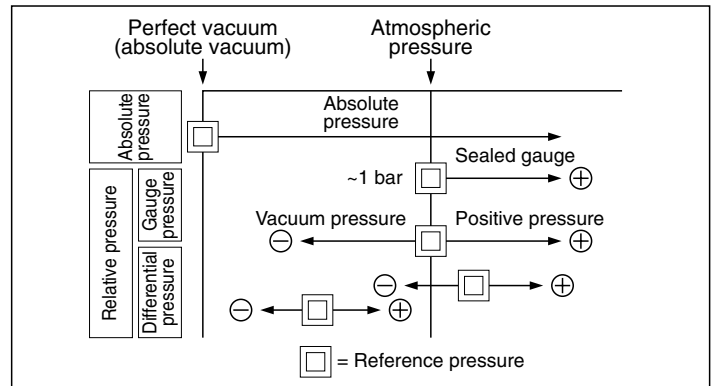 Perfect vacuum
(absolute vacuum)
Atmospheric
pressure
Absolute
pressure
Absolute
pressure
Sealed gauge
~1 bar
+
Relative pressure
Gauge
pressure
Vacuum pressure
Positive pressure
−
+
Differential
pressure
−
+
−
+
= Reference pressure